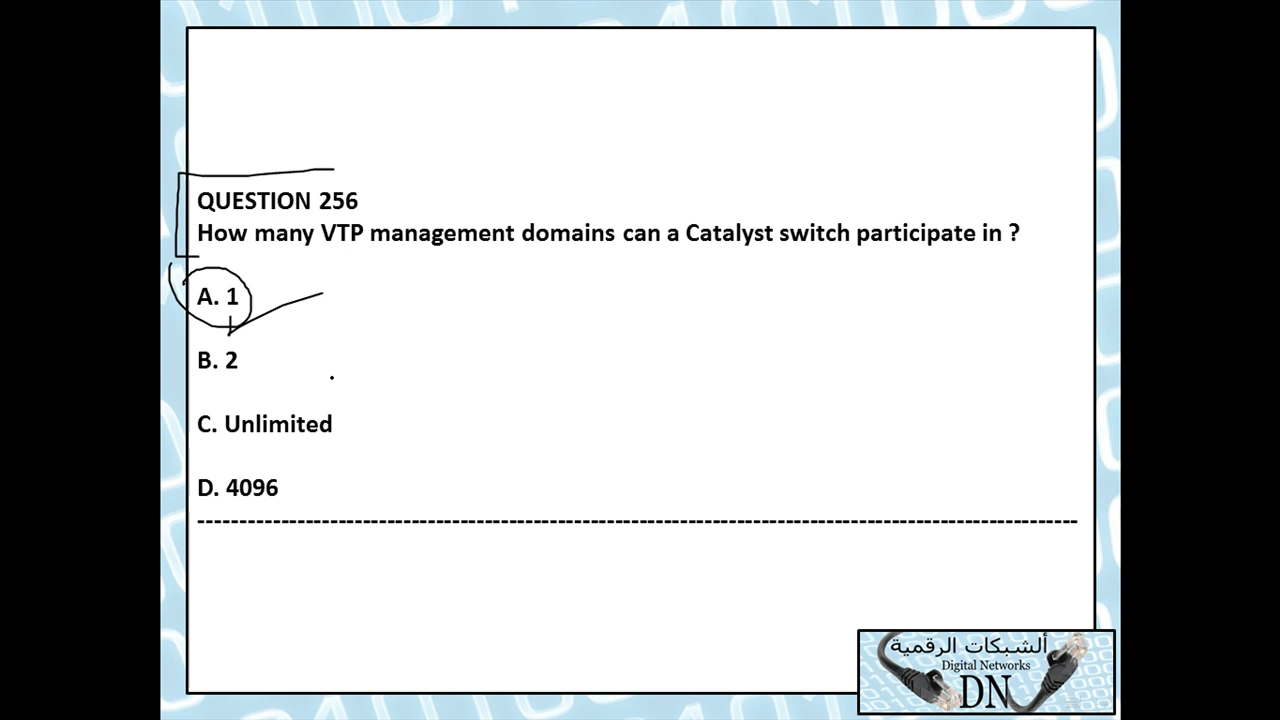 QUESTION 256
How many VTP management domains can a Catalyst switch participate in ?
A. 1
B. 2
C. Unlimited
D. 4096
--------------------------------------------------------------------------------------------------------
ألشبكات الرقمية
Digital Networks
DN